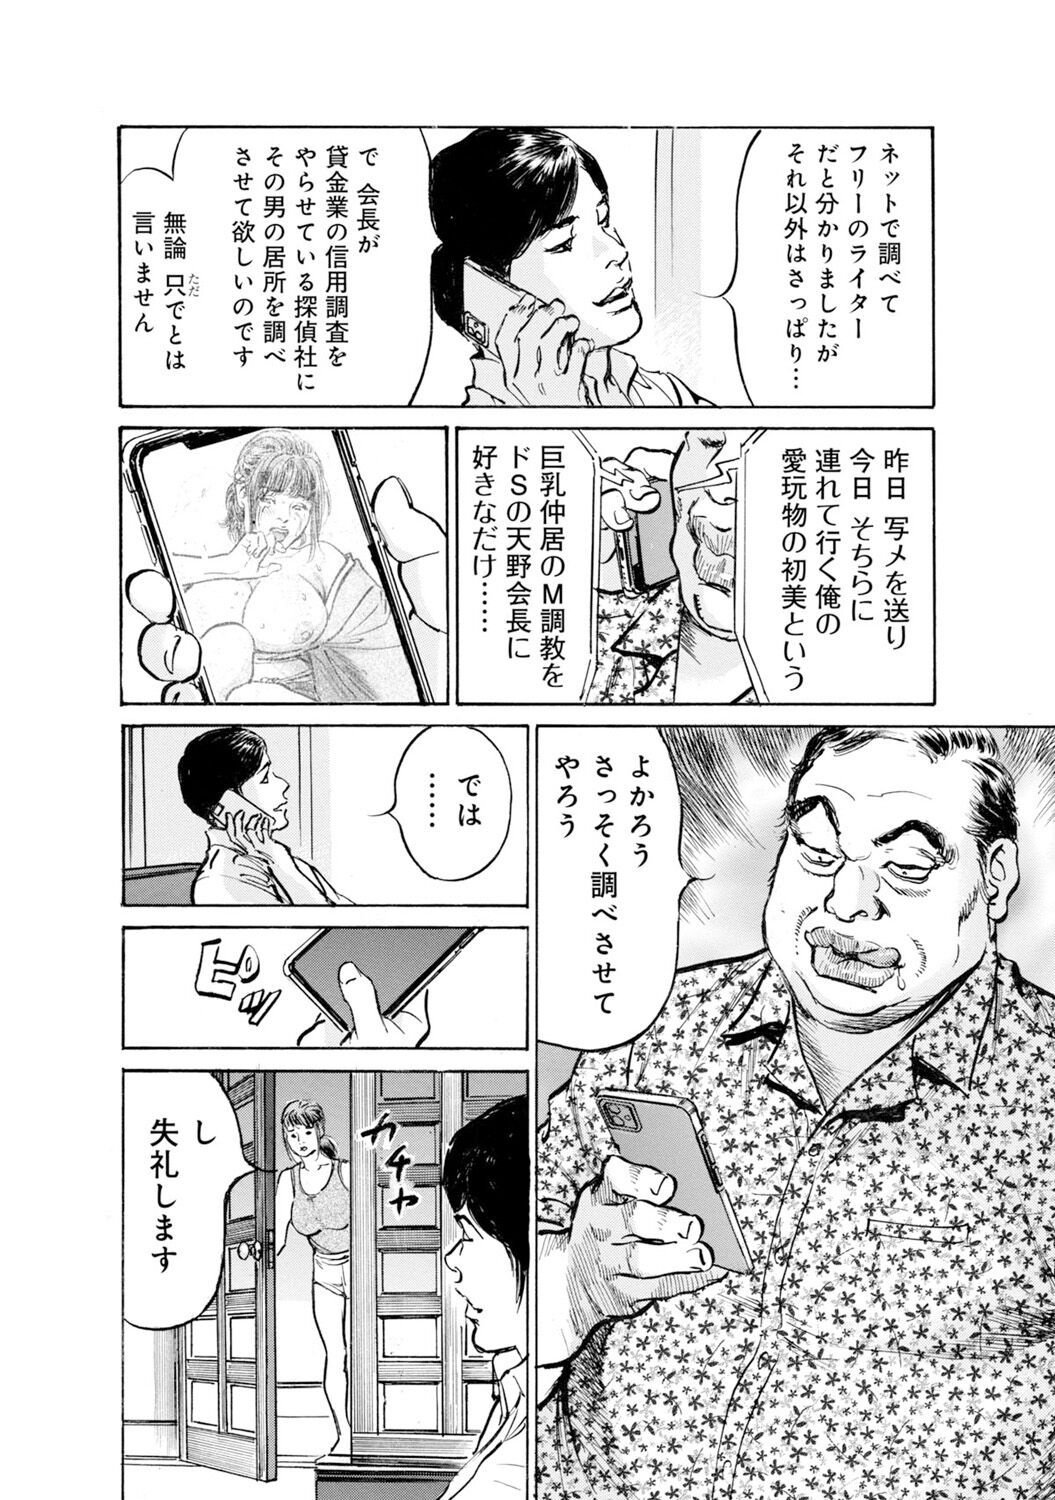 ネットで調べて
フリーのライター
だと分かりましたが
それ以外はさっぱり…
で 会長が
貸金業の信用調査を
やらせている探偵社に
その男の居所を調べ
させて欲しいのです
無論 只でとは
ただ
言いません
昨日 写メを送り
今日 そちらに
連れて行く俺の
愛玩物の初美という
巨乳仲居のM調教を
ドSの天野会長に
好きなだけ……
よかろう
さっそく調べさせて
やろう
では
……
ピッ
ガチャ
し
失礼します